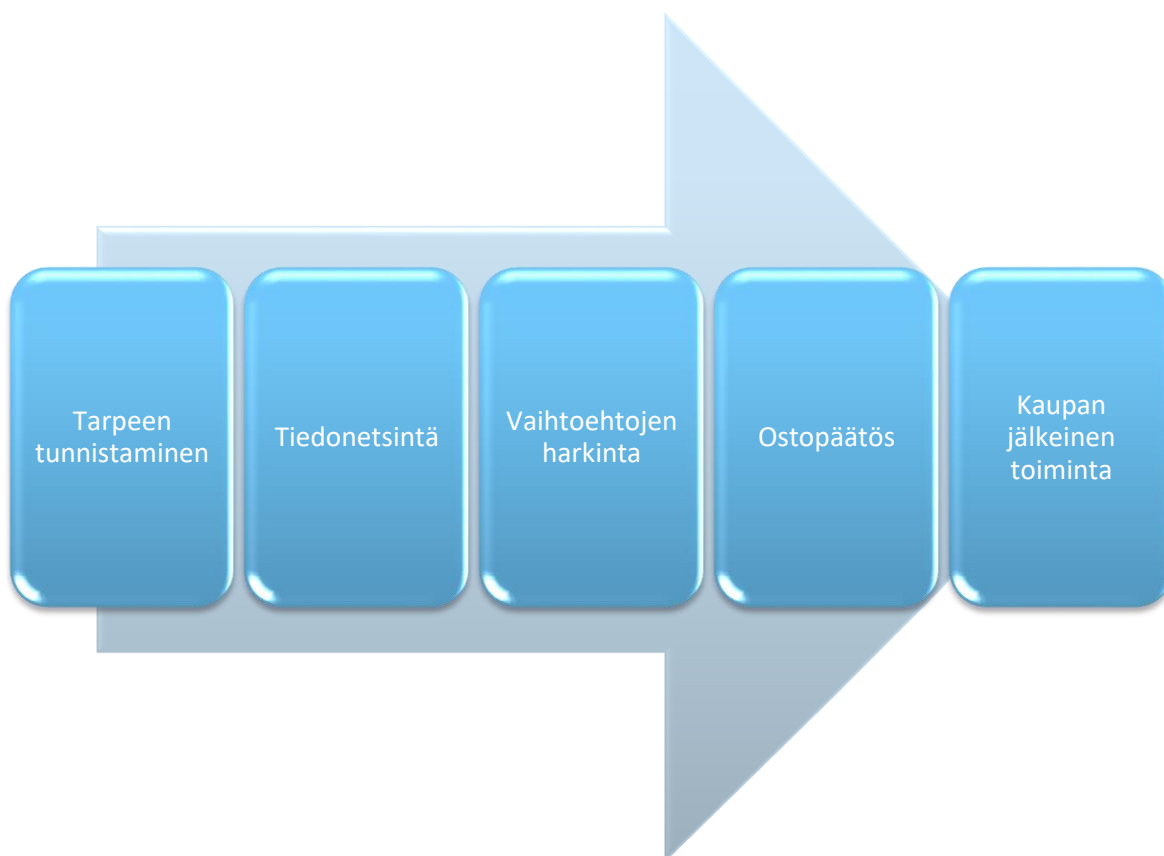 Tarpeen
tunnistaminen
Tiedonetsintä
Vaihtoehtojen
harkinta
Ostopäätös
Kaupan
jälkeinen
toiminta